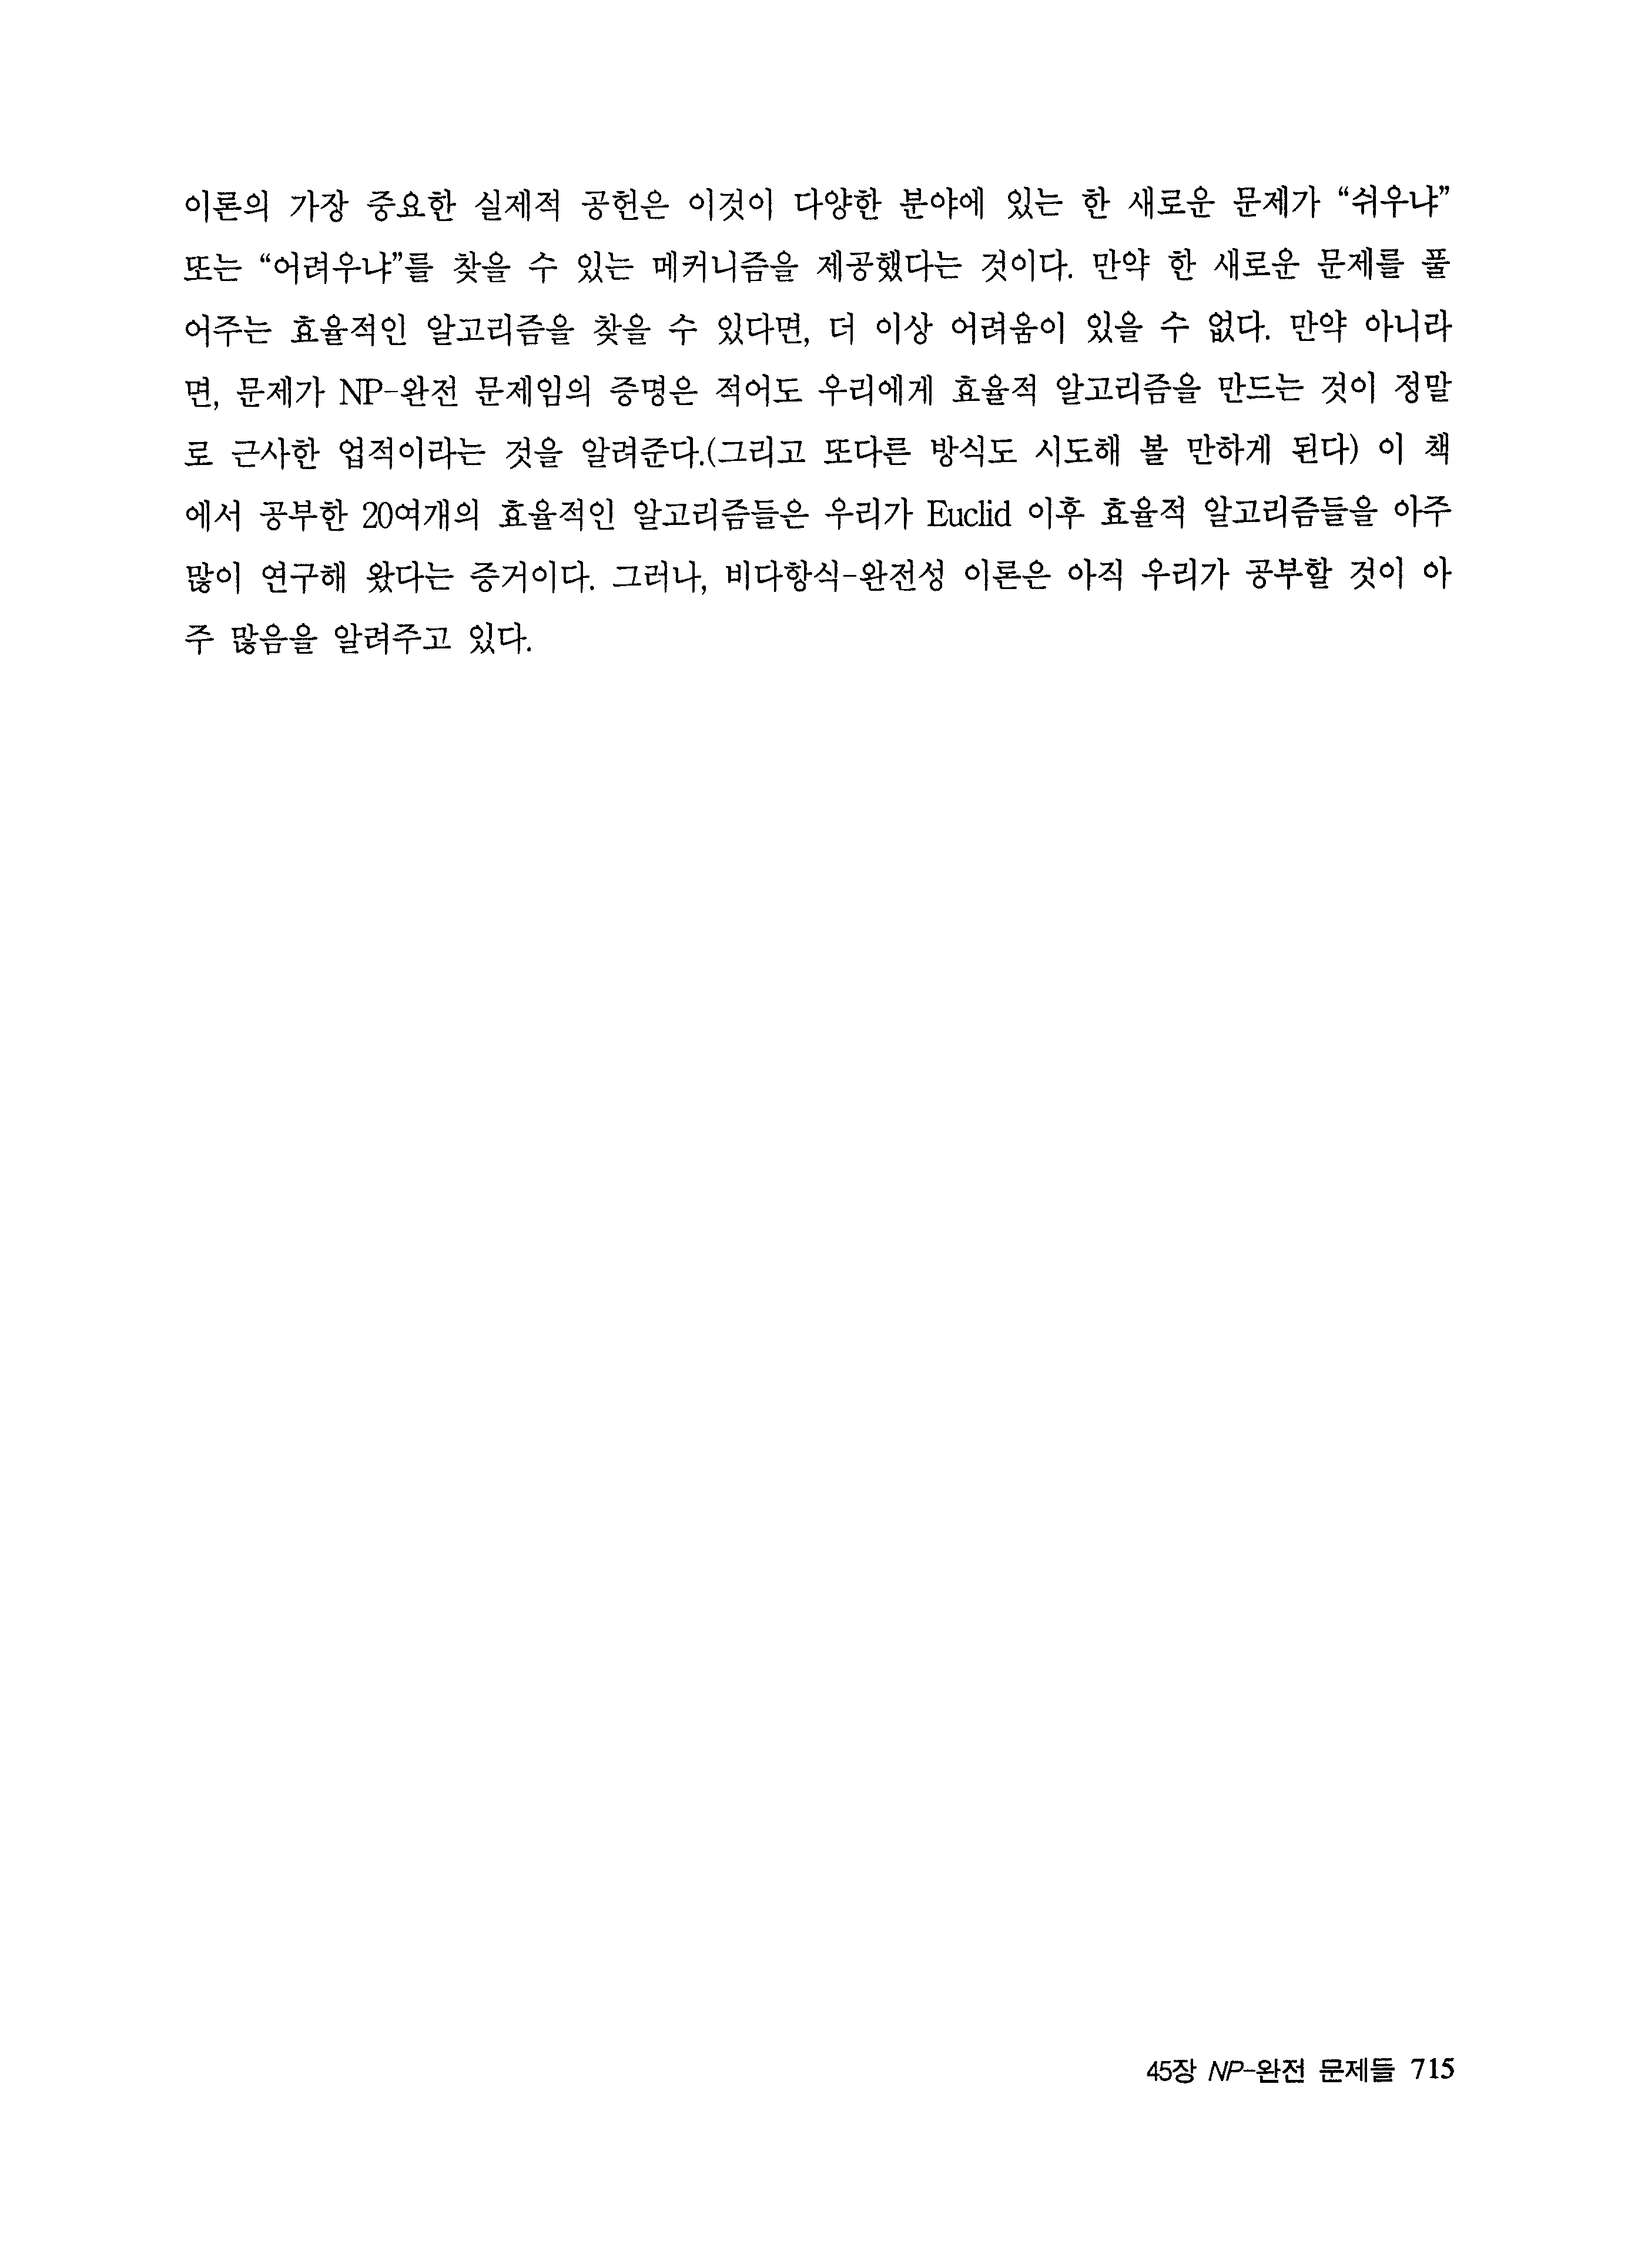 이론의 가장 중요한 실제적 공헌은 이것이 다양한 분야에 있는 한 새로운 문제가 “쉬우냐”
또는 “어려우냐”를 찾을 수 있는 메커니즘을 제공했다는 것이다. 만약 한 새로운 문제를 풀
어주는 효율적인 알고리즘을 찾을 수 있다면, 더 이상 어려움이 있을 수 없다. 만약 아니라
면, 문제가 NP-완전 문제임의 증명은 적어도 우리에게 효율적 알고리즘을 만드는 것이 정말
로 근사한 업적이라는 것을 알려준다.(그리고 또다른 방식도 시도해 볼 만하게 된다) 이 책
에서 공부한 20여개의 효율적인 알고리즘들은 우리가 Euclid 이후 효율적 알고리즘들을 아주
많이 연구해 왔다는 증거이다. 그러나, 비다항식-완전성 이론은 아직 우리가 공부할 것이 아
주 많음을 알려주고 있다.
45장 NP-완전 문제들 715